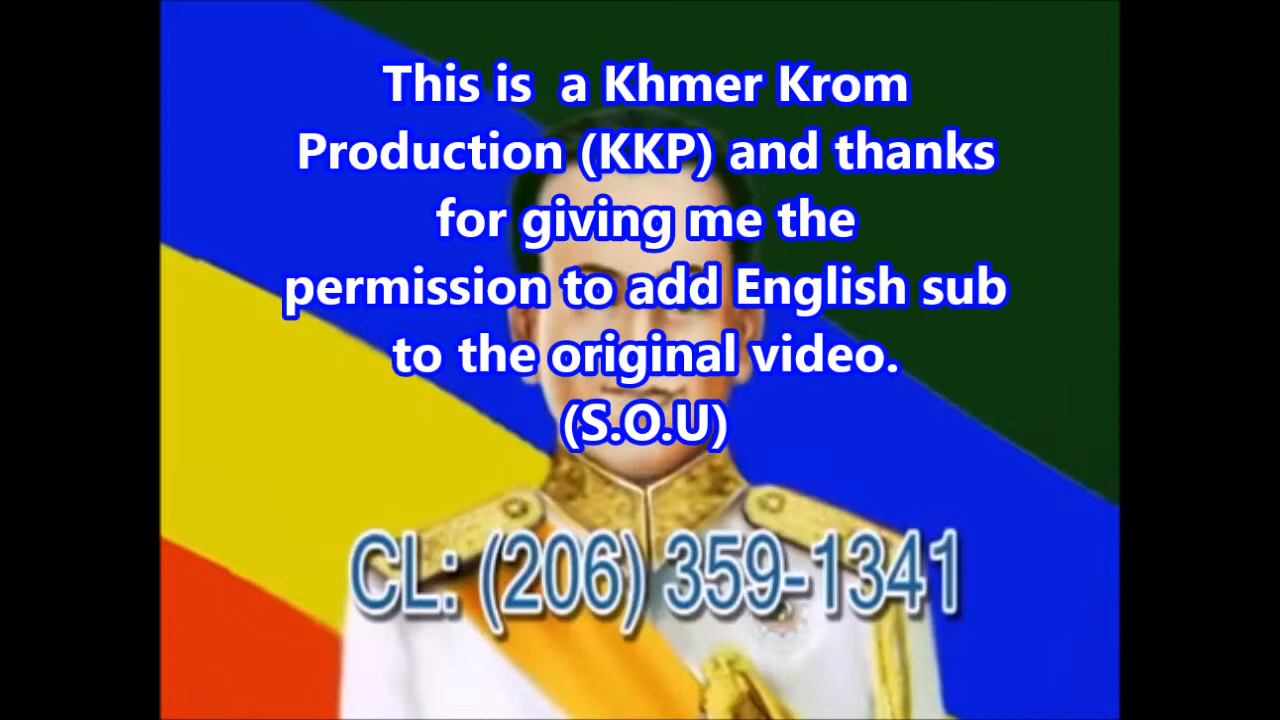 This is  a Khmer Krom
Production (KKP) and thanks
for giving me the
permission to add English sub
to the original video.
(S.O.U)
CL: (206) 359-1341